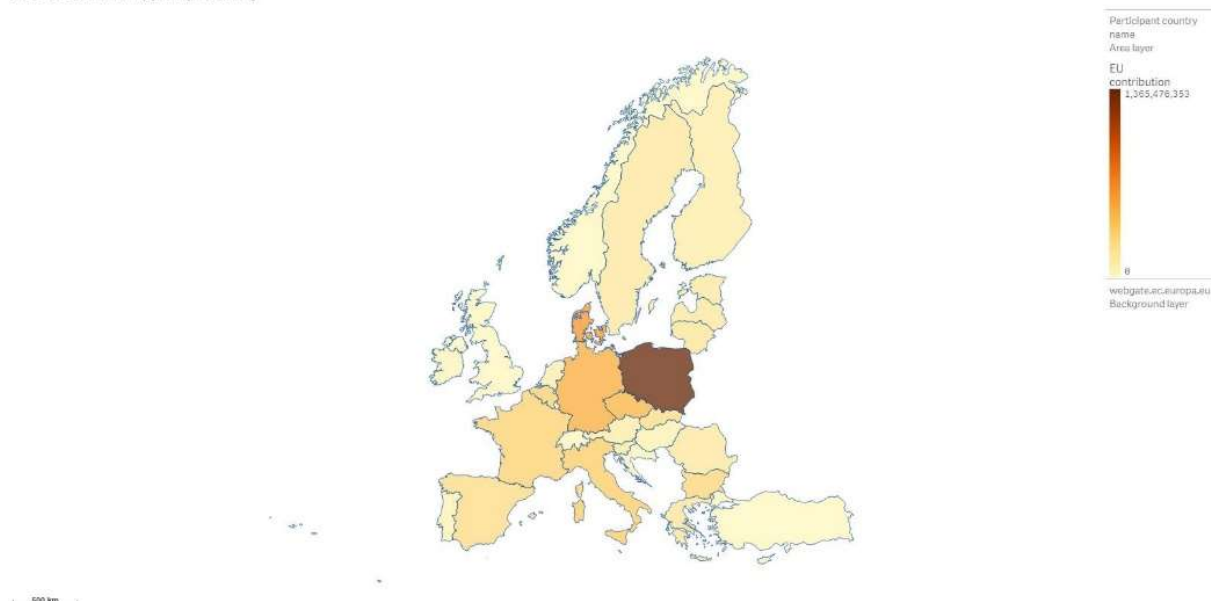 Participant country
name
Area layer
EU
contribution
1,365,476,353
0
webgate.ec.europa.eu
Background layer
500 km